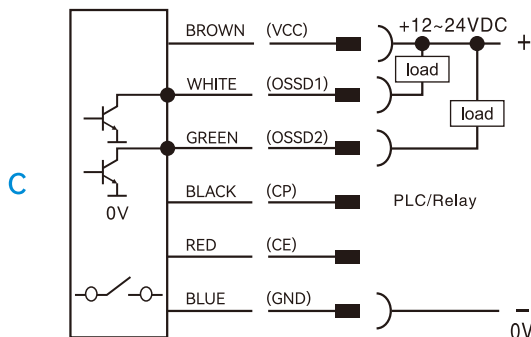 +12~24VDC
BROWN (VCC) +
load
WHITE (OSSD1)
load
GREEN (OSSD2)
C
BLACK (CP) PLC/Relay
0V
RED (CE)
BLUE (GND) −
0V